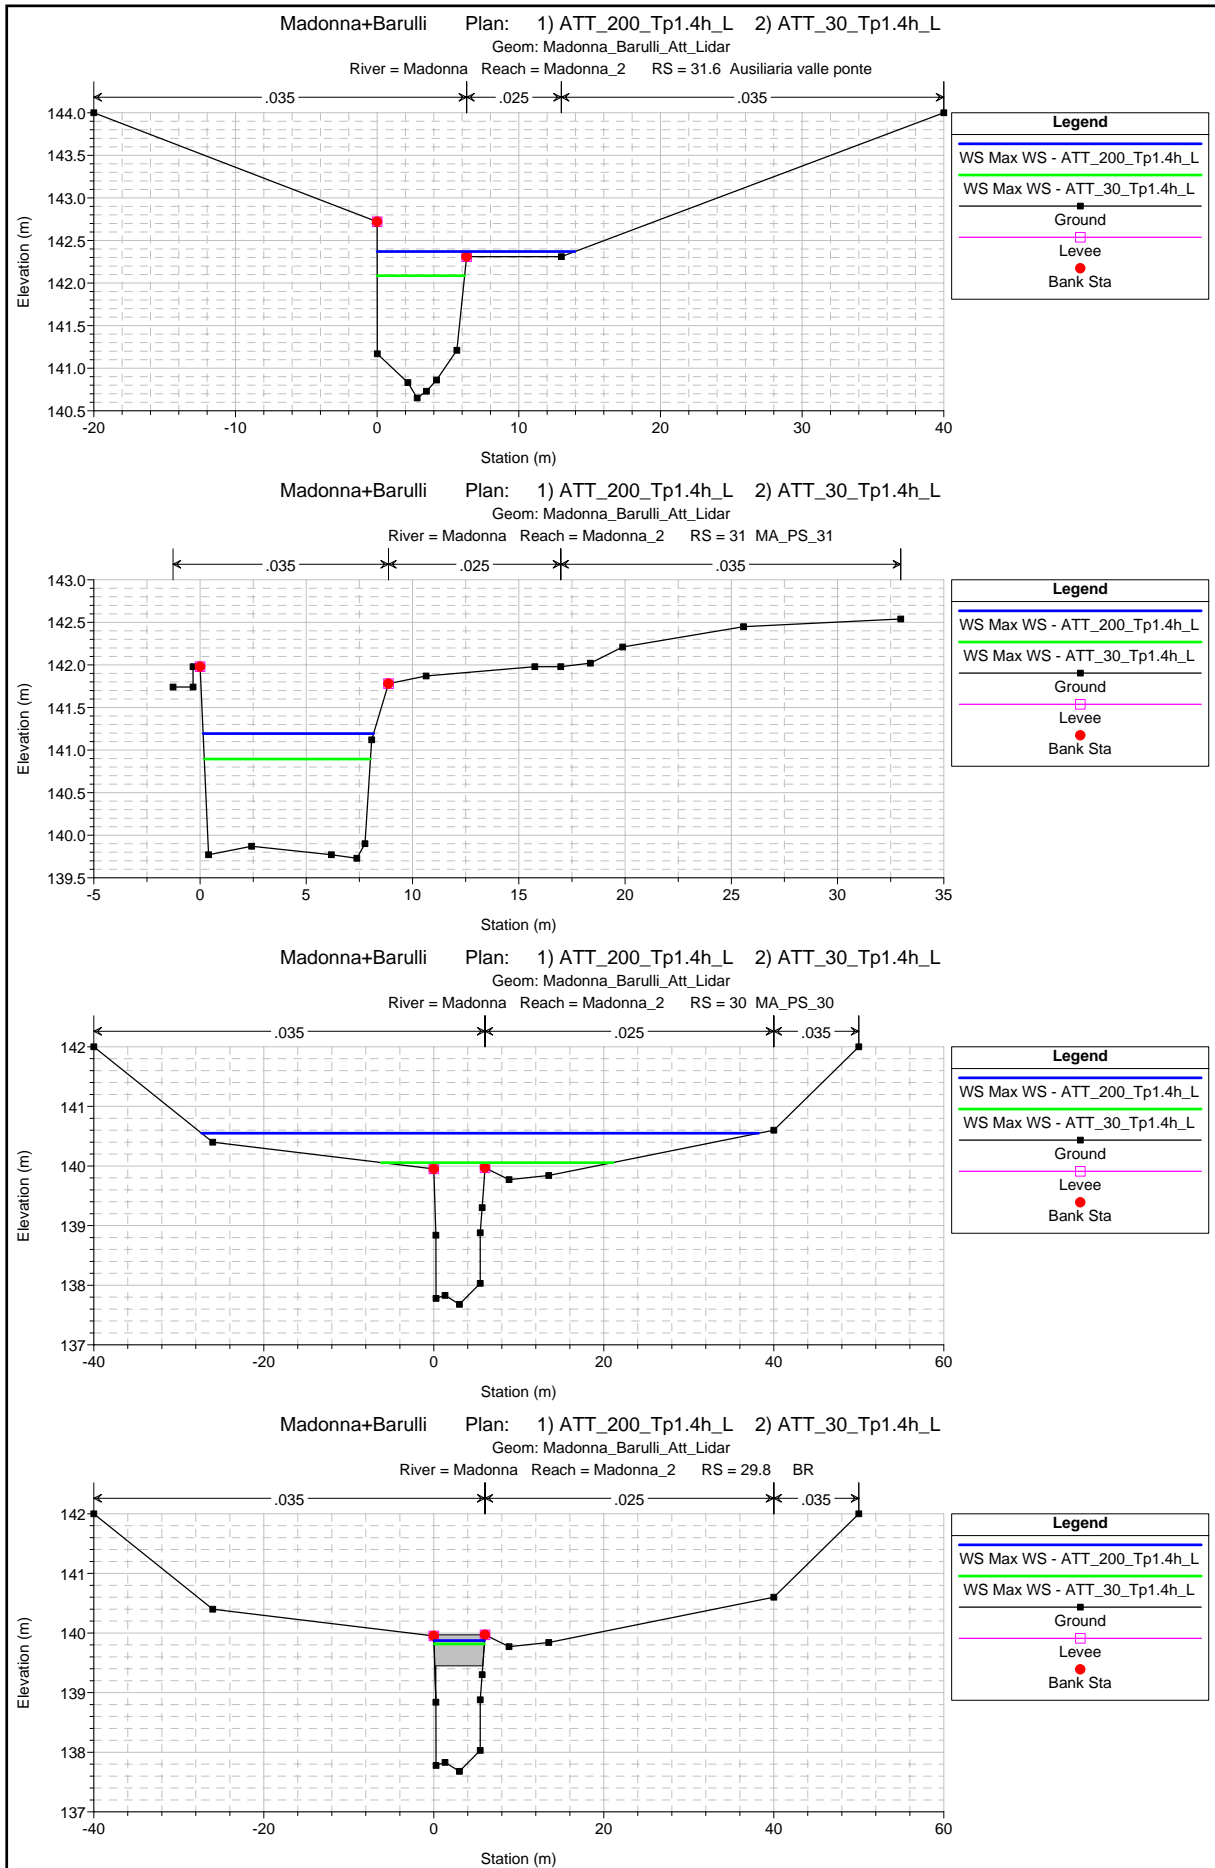 Madonna+Barulli Plan: 1) ATT_200_Tp1.4h_L 2) ATT_30_Tp1.4h_L
Geom: Madonna_Barulli_Att_Lidar
River = Madonna Reach = Madonna_2 RS = 31.6 Ausiliaria valle ponte
.035 .025 .035
144.0
143.5
143.0
142.5
142.0
141.5
141.0
140.5
Elevation (m)
-20 -10 0 10 20 30 40
Station (m)
Legend
WS Max WS - ATT_200_Tp1.4h_L
WS Max WS - ATT_30_Tp1.4h_L
Ground
Levee
Bank Sta
Madonna+Barulli Plan: 1) ATT_200_Tp1.4h_L 2) ATT_30_Tp1.4h_L
Geom: Madonna_Barulli_Att_Lidar
River = Madonna Reach = Madonna_2 RS = 31 MA_PS_31
.035 .025 .035
143.0
142.5
142.0
141.5
141.0
140.5
140.0
139.5
Elevation (m)
-5 0 5 10 15 20 25 30 35
Station (m)
Legend
WS Max WS - ATT_200_Tp1.4h_L
WS Max WS - ATT_30_Tp1.4h_L
Ground
Levee
Bank Sta
Madonna+Barulli Plan: 1) ATT_200_Tp1.4h_L 2) ATT_30_Tp1.4h_L
Geom: Madonna_Barulli_Att_Lidar
River = Madonna Reach = Madonna_2 RS = 30 MA_PS_30
.035 .025 .035
142
141
140
139
138
137
Elevation (m)
-40 -20 0 20 40 60
Station (m)
Legend
WS Max WS - ATT_200_Tp1.4h_L
WS Max WS - ATT_30_Tp1.4h_L
Ground
Levee
Bank Sta
Madonna+Barulli Plan: 1) ATT_200_Tp1.4h_L 2) ATT_30_Tp1.4h_L
Geom: Madonna_Barulli_Att_Lidar
River = Madonna Reach = Madonna_2 RS = 29.8 BR
.035 .025 .035
142
141
140
139
138
137
Elevation (m)
-40 -20 0 20 40 60
Station (m)
Legend
WS Max WS - ATT_200_Tp1.4h_L
WS Max WS - ATT_30_Tp1.4h_L
Ground
Levee
Bank Sta